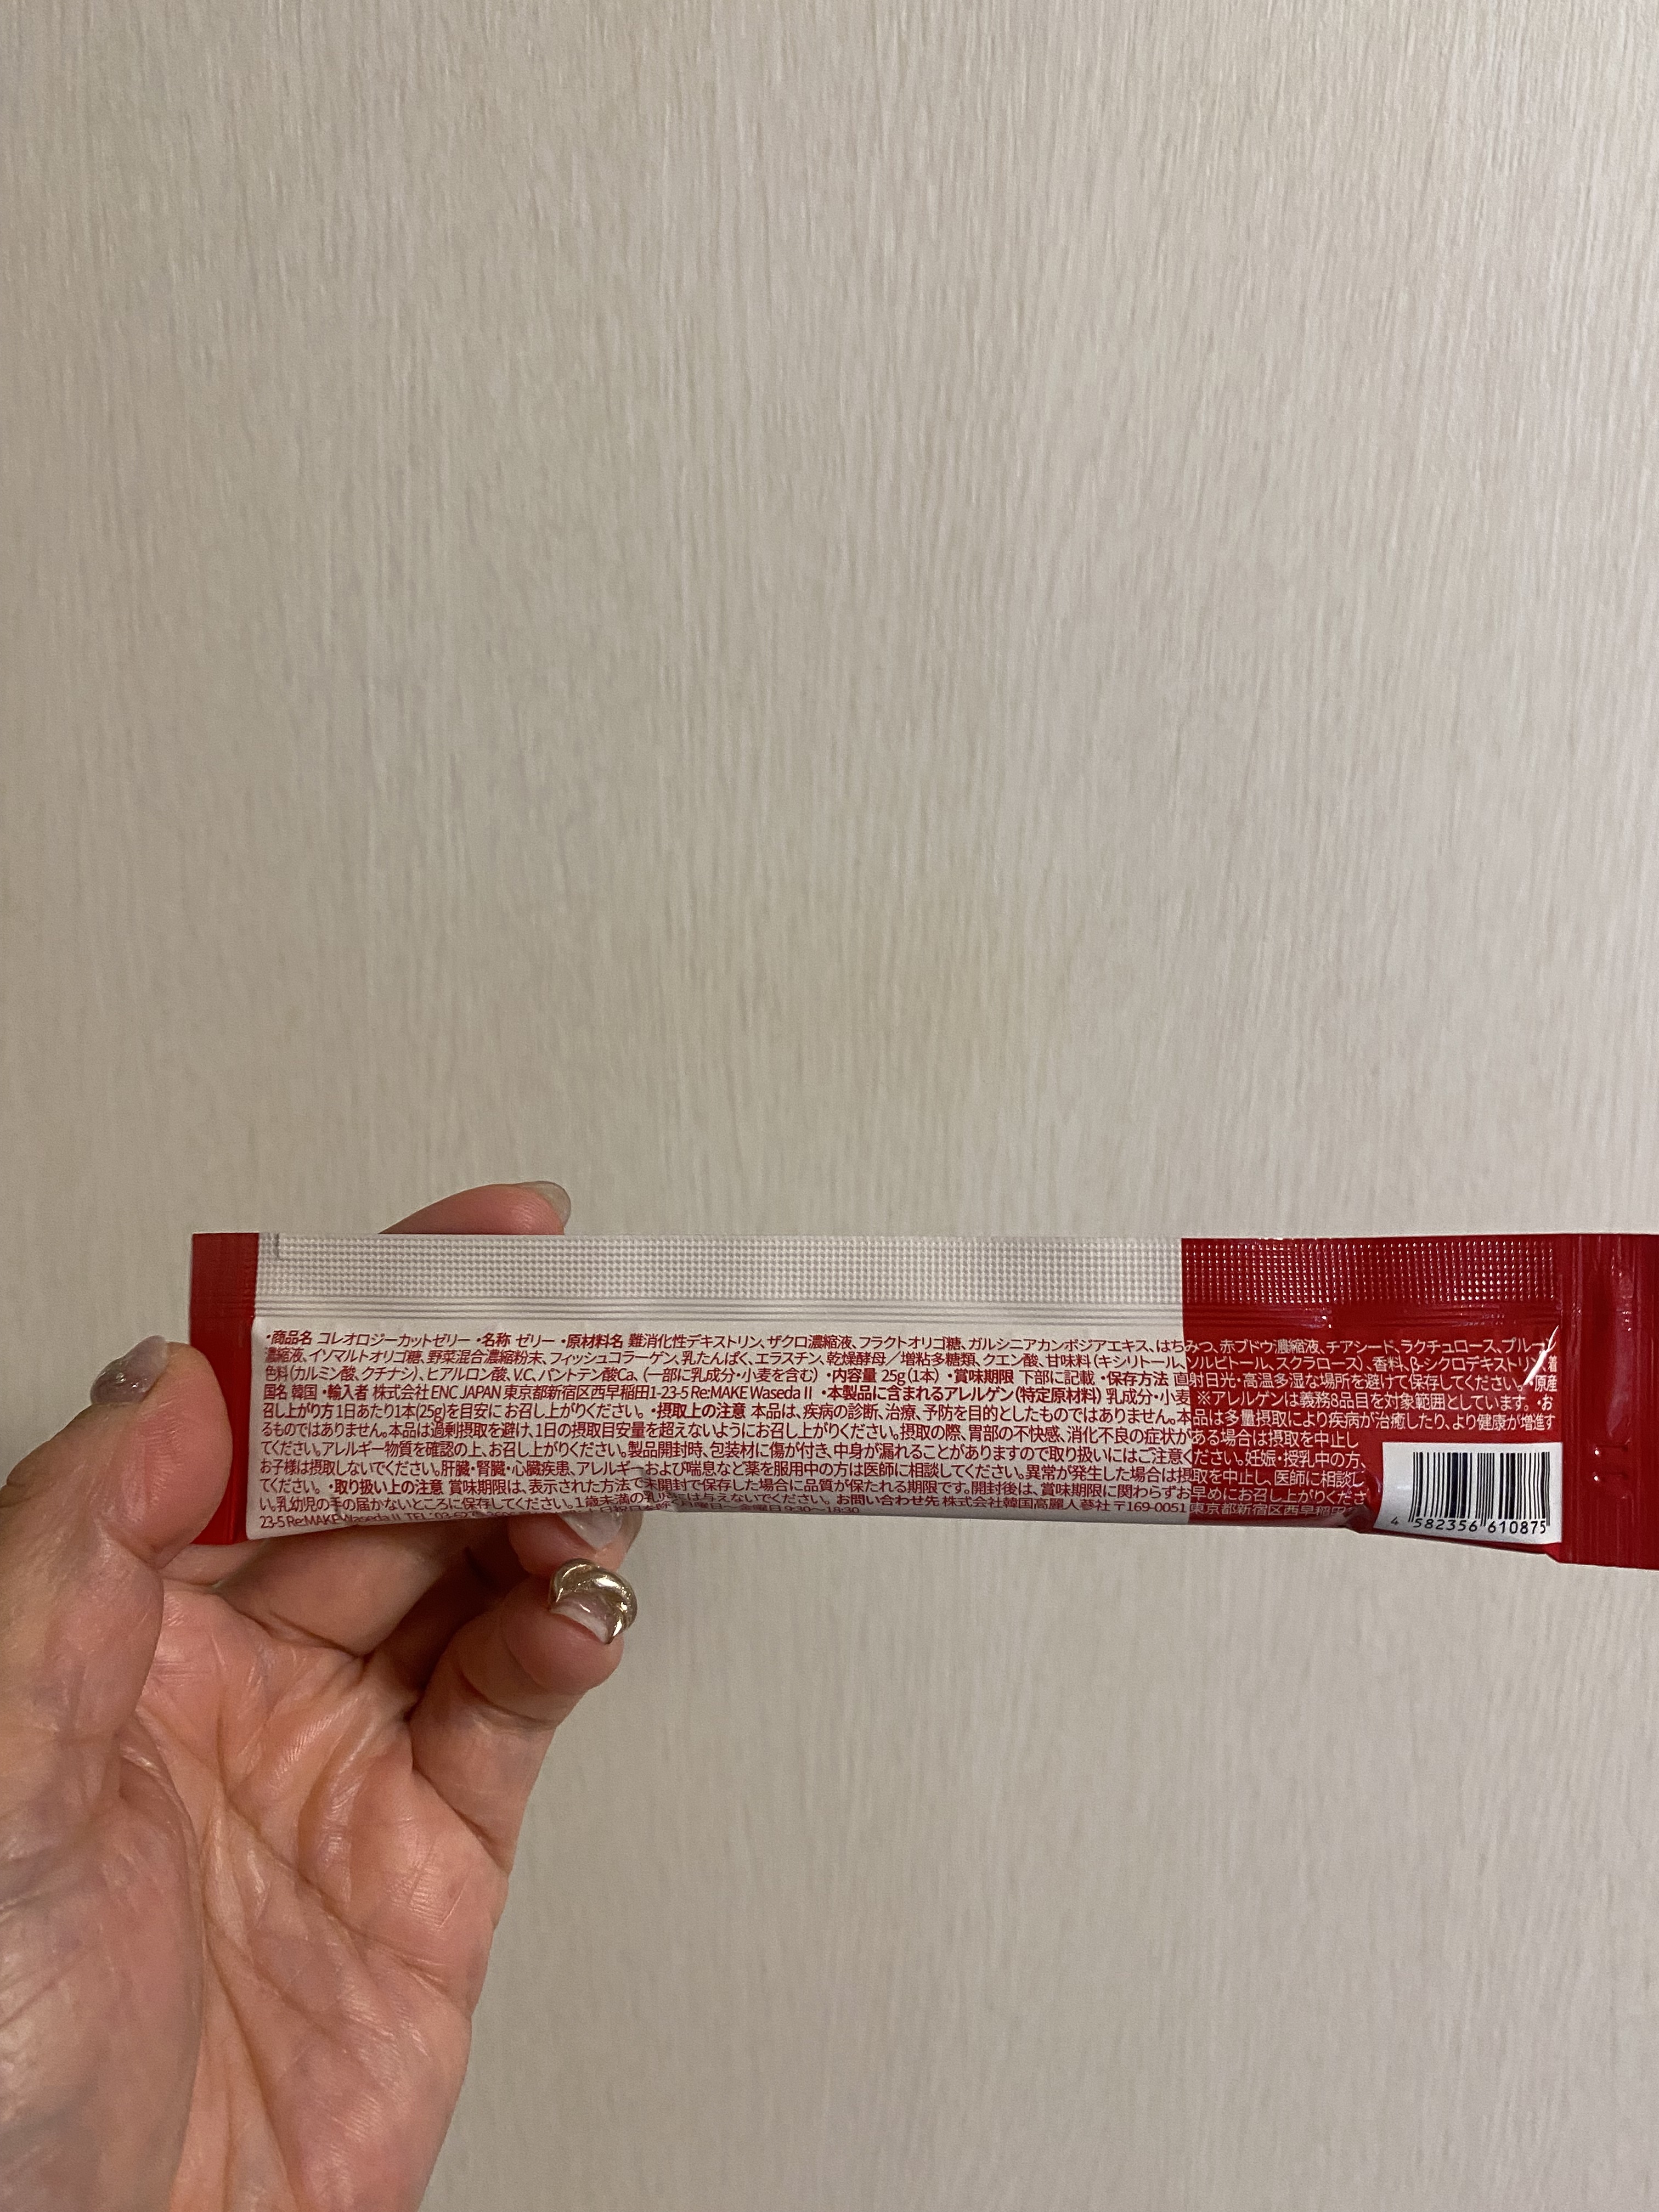 ・商品名 コレオロジーカットゼリー ・名称 ゼリー ・原材料名 難消化性デキストリン、ザクロ濃縮液、フラクトオリゴ糖、ガルシニアカンボジアエキス、はちみつ、赤ブドウ濃縮液、チアシード、ラクチュロース、プルーン
濃縮液、イソマルトオリゴ糖、野菜混合濃縮粉末、フィッシュコラーゲン、乳たんぱく、エラスチン、乾燥酵母／増粘多糖類、クエン酸、甘味料(キシリトール、ソルビトール、スクラロース)、香料、β-シクロデキストリン、着
色料(カルミン酸、クチナシ)、ヒアルロン酸、V.C、パントテン酸Ca、(一部に乳成分・小麦を含む) ・内容量 25g(1本) ・賞味期限 下部に記載 ・保存方法 直射日光・高温多湿な場所を避けて保存してください。 ・原産
国名 韓国 ・輸入者 株式会社 ENC JAPAN 東京都新宿区西早稲田1-23-5 Re:MAKE Waseda II ・本製品に含まれるアレルゲン(特定原材料) 乳成分・小麦 ※アレルゲンは義務8品目を対象範囲としています。 ・お
召し上がり方 1日あたり1本(25g)を目安に お召し上がりください。 ・摂取上の注意 本品は、疾病の診断、治療、予防を目的としたものではありません。本品は多量摂取により疾病が治癒したり、より健康が増進す
るものではありません。本品は過剰摂取を避け、1日の摂取目安量を超えないようにお召し上がりください。摂取の際、胃部の不快感、消化不良の症状がある場合は摂取を中止し
てください。アレルギー物質を確認の上、お召し上がりください。製品開封時、包装材に傷が付き、中身が漏れることがありますので取り扱いにはご注意ください。妊娠・授乳中の方、
お子様は摂取しないでください。肝臓・腎臓・心臓疾患、アレルギーおよび喘息など薬を服用中の方は医師に相談してください。異常が発生した場合は摂取を中止し、医師に相談し
てください。 ・取り扱い上の注意 賞味期限は、表示された方法で未開封で保存した場合に品質が保たれる期限です。開封後は、賞味期限に関わらずお早めにお召し上がりくださ
い。乳幼児の手の届かないところに保存してください。1歳未満の乳児には与えないでください。 お問い合わせ先 株式会社韓国高麗人蔘社 〒169-0051 東京都新宿区西早稲田
23-5 Re:MAKE Waseda II TEL 月曜日～金曜日 9:30～18:30
4 582356 610875